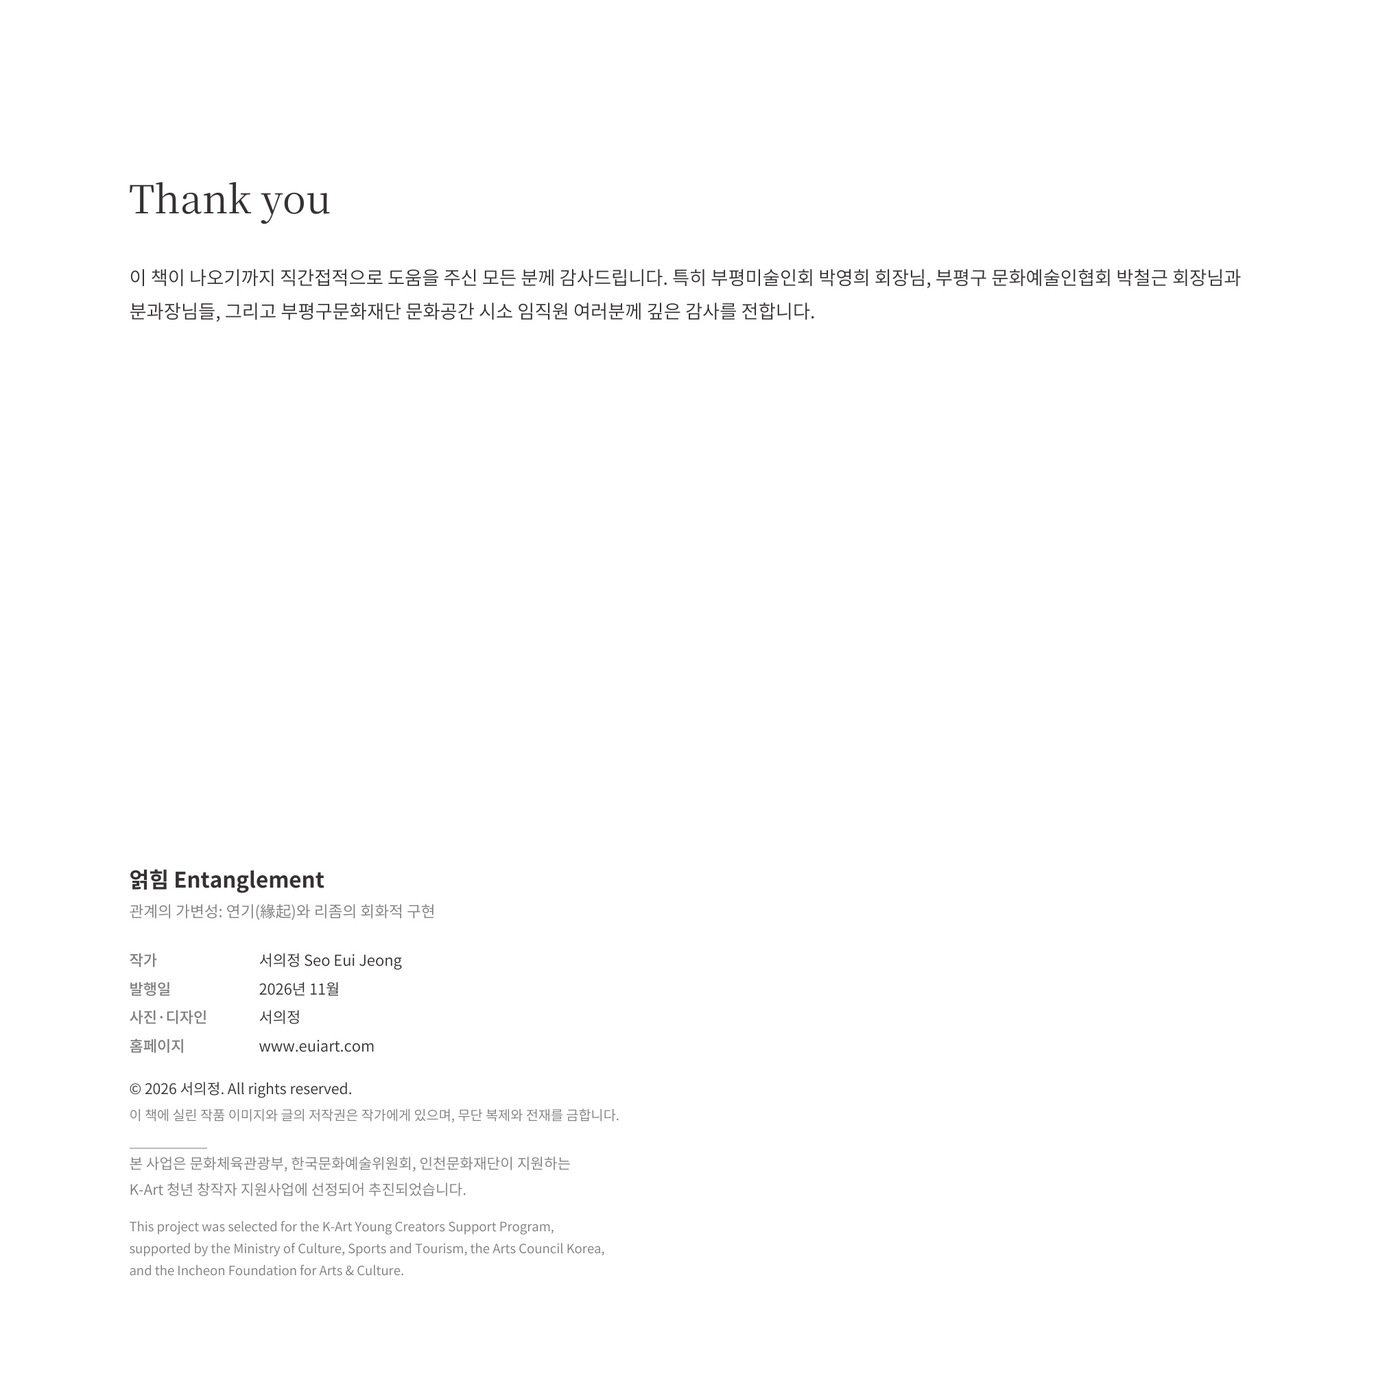 Thank you
이 책이 나오기까지 직간접적으로 도움을 주신 모든 분께 감사드립니다. 특히 부평미술인회 박영희 회장님, 부평구 문화예술인협회 박철근 회장님과
분과장님들, 그리고 부평구문화재단 문화공간 시소 임직원 여러분께 깊은 감사를 전합니다.
얽힘 Entanglement
관계의 가변성: 연기(緣起)와 리좀의 회화적 구현
작가 서의정 Seo Eui Jeong
발행일 2026년 11월
사진·디자인 서의정
홈페이지 www.euiart.com
© 2026 서의정. All rights reserved.
이 책에 실린 작품 이미지와 글의 저작권은 작가에게 있으며, 무단 복제와 전재를 금합니다.
본 사업은 문화체육관광부, 한국문화예술위원회, 인천문화재단이 지원하는
K-Art 청년 창작자 지원사업에 선정되어 추진되었습니다.
This project was selected for the K-Art Young Creators Support Program,
supported by the Ministry of Culture, Sports and Tourism, the Arts Council Korea,
and the Incheon Foundation for Arts & Culture.